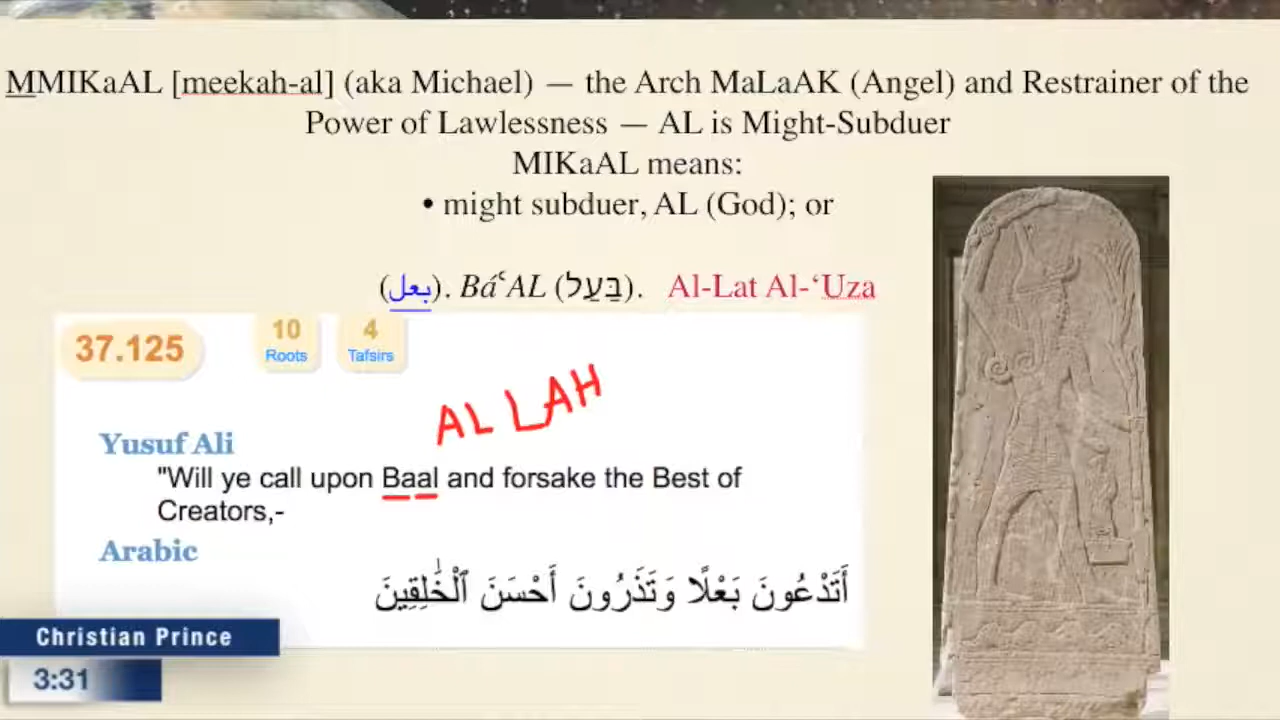 MMIKaAL [meekah-al] (aka Michael) — the Arch MaLaAK (Angel) and Restrainer of the
Power of Lawlessness — AL is Might-Subduer
MIKaAL means:
• might subduer, AL (God); or
(بعل). Báʿ AL (בַּעַל). Al-Lat Al-‘Uza
37.125
10
Roots
4
Tafsirs
ALLAH
Yusuf Ali
"Will ye call upon Baal and forsake the Best of
Creators,-
Arabic
أَتَدْعُونَ بَعْلًا وَتَذَرُونَ أَحْسَنَ ٱلْخَٰلِقِينَ
Christian Prince
3:31